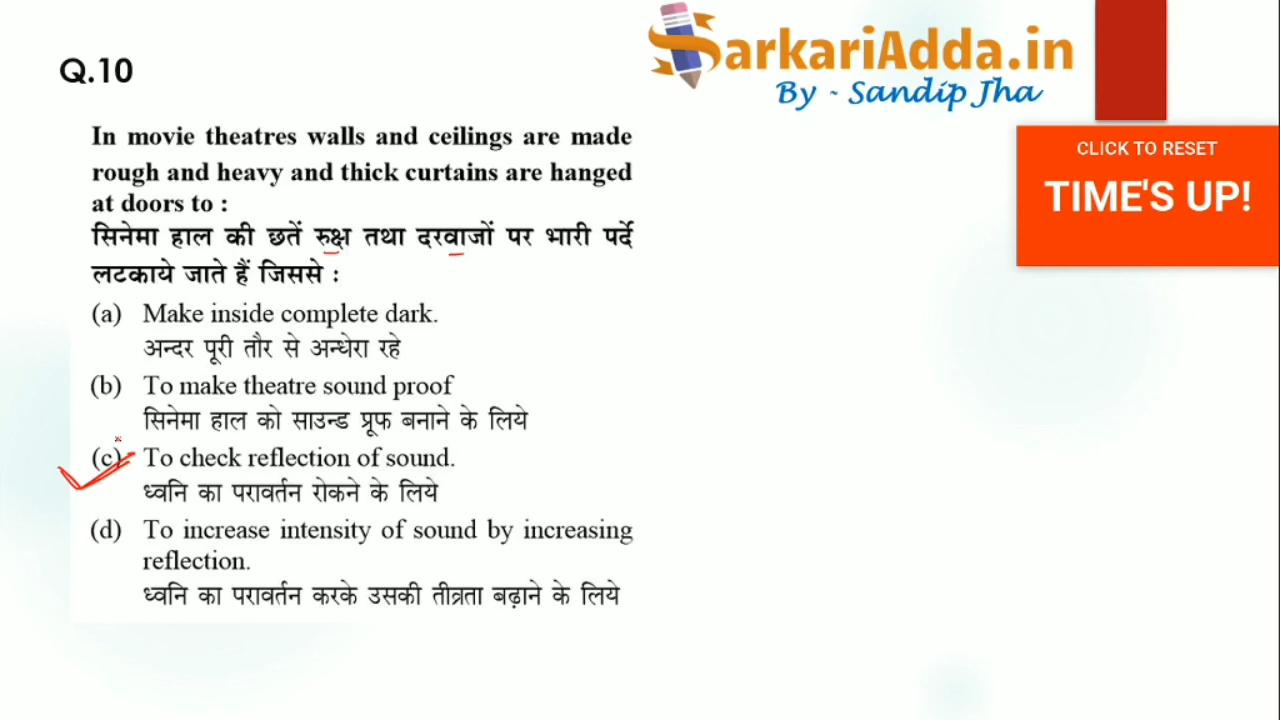 SarkariAdda.in
By - Sandip Jha
Q.10
CLICK TO RESET
TIME'S UP!
In movie theatres walls and ceilings are made
rough and heavy and thick curtains are hanged
at doors to :
सिनेमा हाल की छतें रुक्ष तथा दरवाजों पर भारी पर्दे
लटकाये जाते हैं जिससे :
(a) Make inside complete dark.
अन्दर पूरी तौर से अन्धेरा रहे
(b) To make theatre sound proof
सिनेमा हाल को साउन्ड प्रूफ बनाने के लिये
(c) To check reflection of sound.
ध्वनि का परावर्तन रोकने के लिये
(d) To increase intensity of sound by increasing
reflection.
ध्वनि का परावर्तन करके उसकी तीव्रता बढ़ाने के लिये